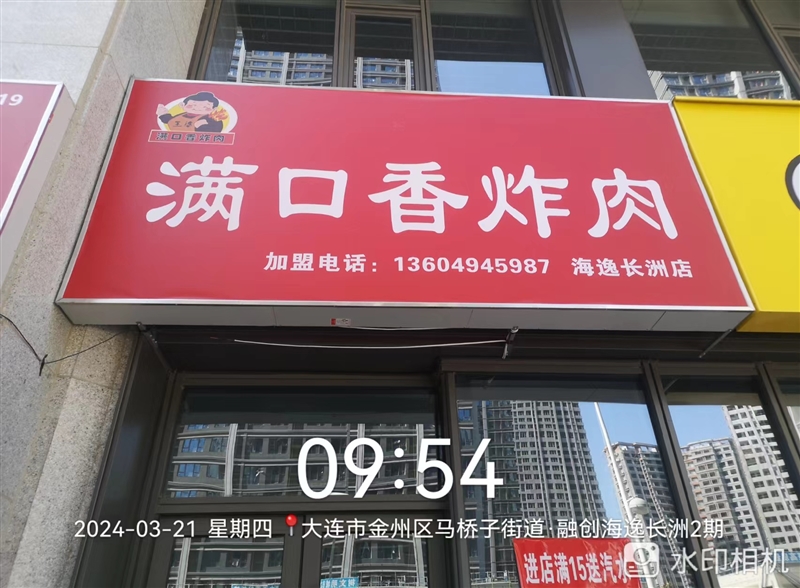 19
满口香炸肉
满口香炸肉
加盟电话：13604945987 海逸长洲店
09:54
2024-03-21 星期四 大连市金州区马桥子街道·融创海逸长洲2期
进店满15送汽水
水印相机